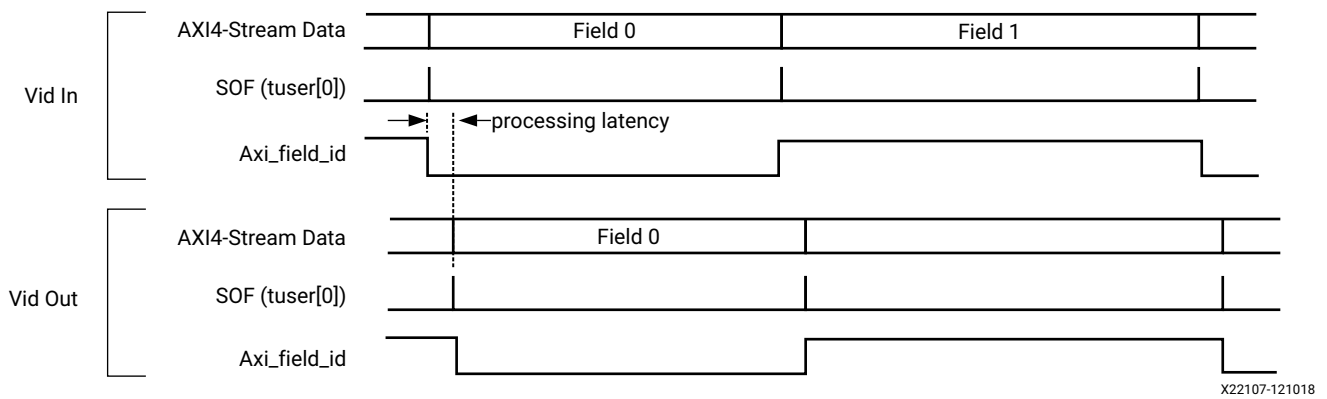 AXI4-Stream Data
Field 0
Field 1
SOF (tuser[0])
Vid In
processing latency
Axi_field_id
AXI4-Stream Data
Field 0
SOF (tuser[0])
Vid Out
Axi_field_id
X22107-121018